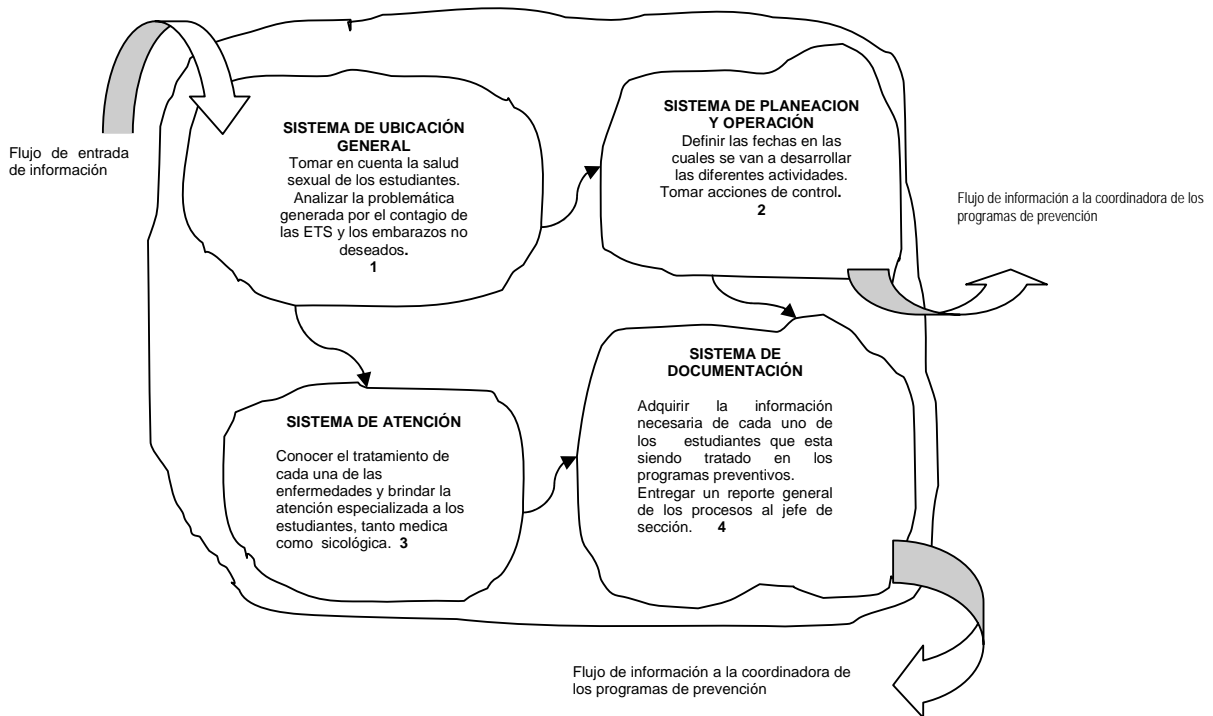 Flujo de entrada
de información
SISTEMA DE UBICACIÓN
GENERAL
Tomar en cuenta la salud
sexual de los estudiantes.
Analizar la problemática
generada por el contagio de
las ETS y los embarazos no
deseados.
1
SISTEMA DE PLANEACION
Y OPERACIÓN
Definir las fechas en las
cuales se van a desarrollar
las diferentes actividades.
Tomar acciones de control.
2
Flujo de información a la coordinadora de los
programas de prevención
SISTEMA DE ATENCIÓN
Conocer el tratamiento de
cada una de las
enfermedades y brindar la
atención especializada a los
estudiantes, tanto medica
como sicológica. 3
SISTEMA DE
DOCUMENTACIÓN
Adquirir la información
necesaria de cada uno de
los estudiantes que esta
siendo tratado en los
programas preventivos.
Entregar un reporte general
de los procesos al jefe de
sección. 4
Flujo de información a la coordinadora de
los programas de prevención